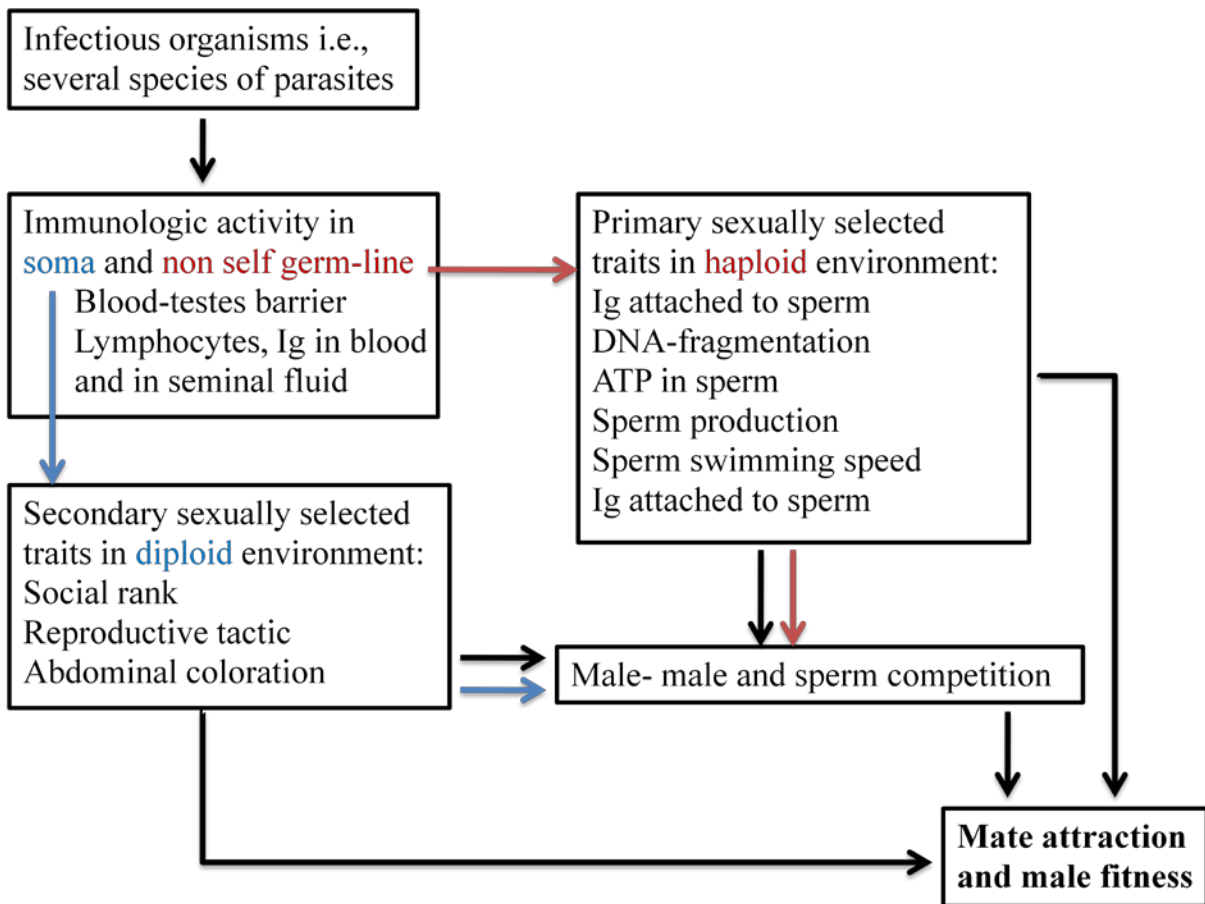 Infectious organisms i.e.,
several species of parasites
Immunologic activity in
soma and non self germ-line
Blood-testes barrier
Lymphocytes, Ig in blood
and in seminal fluid
Primary sexually selected
traits in haploid environment:
Ig attached to sperm
DNA-fragmentation
ATP in sperm
Sperm production
Sperm swimming speed
Ig attached to sperm
Secondary sexually selected
traits in diploid environment:
Social rank
Reproductive tactic
Abdominal coloration
Male- male and sperm competition
Mate attraction
and male fitness